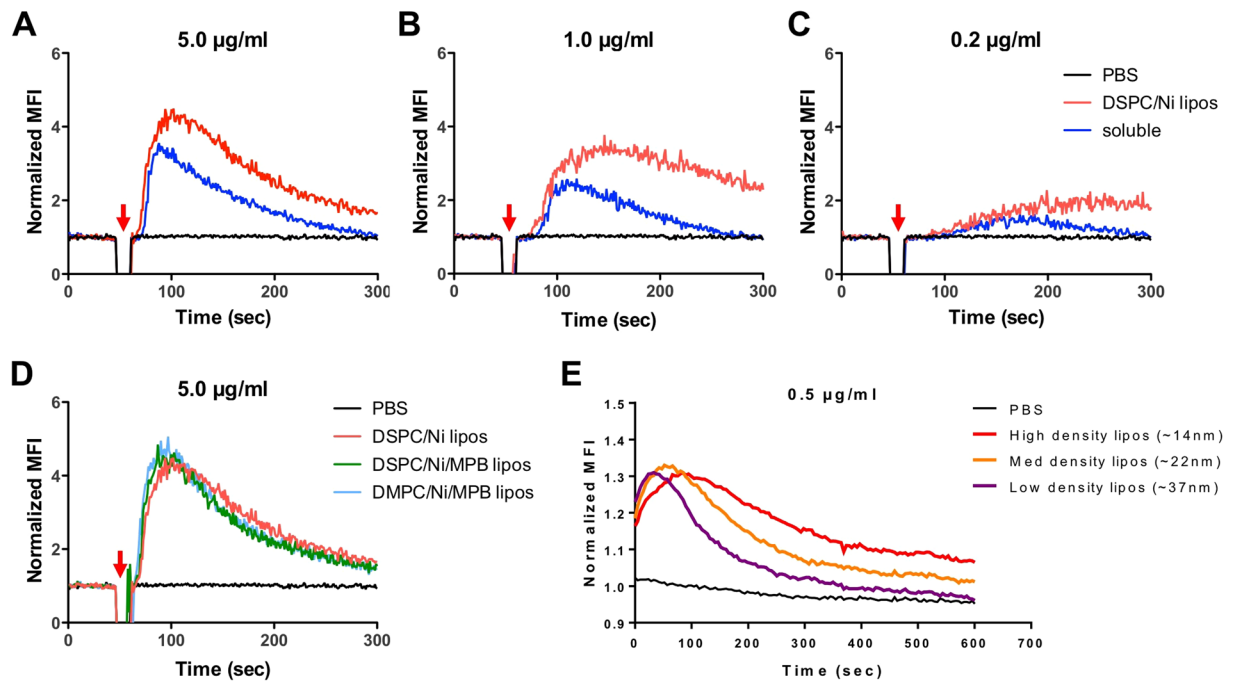 A
5.0 µg/ml
Normalized MFI
6
4
2
0
0 100 200 300
Time (sec)
B
1.0 µg/ml
Normalized MFI
6
4
2
0
0 100 200 300
Time (sec)
C
0.2 µg/ml
Normalized MFI
6
4
2
0
0 100 200 300
Time (sec)
PBS
DSPC/Ni lipos
soluble
D
5.0 µg/ml
Normalized MFI
6
4
2
0
0 100 200 300
Time (sec)
PBS
DSPC/Ni lipos
DSPC/Ni/MPB lipos
DMPC/Ni/MPB lipos
E
0.5 µg/ml
Normalized MFI
1.5
1.4
1.3
1.2
1.1
1.0
0.9
0 100 200 300 400 500 600 700
Time (sec)
PBS
High density lipos (~14nm)
Med density lipos (~22nm)
Low density lipos (~37nm)